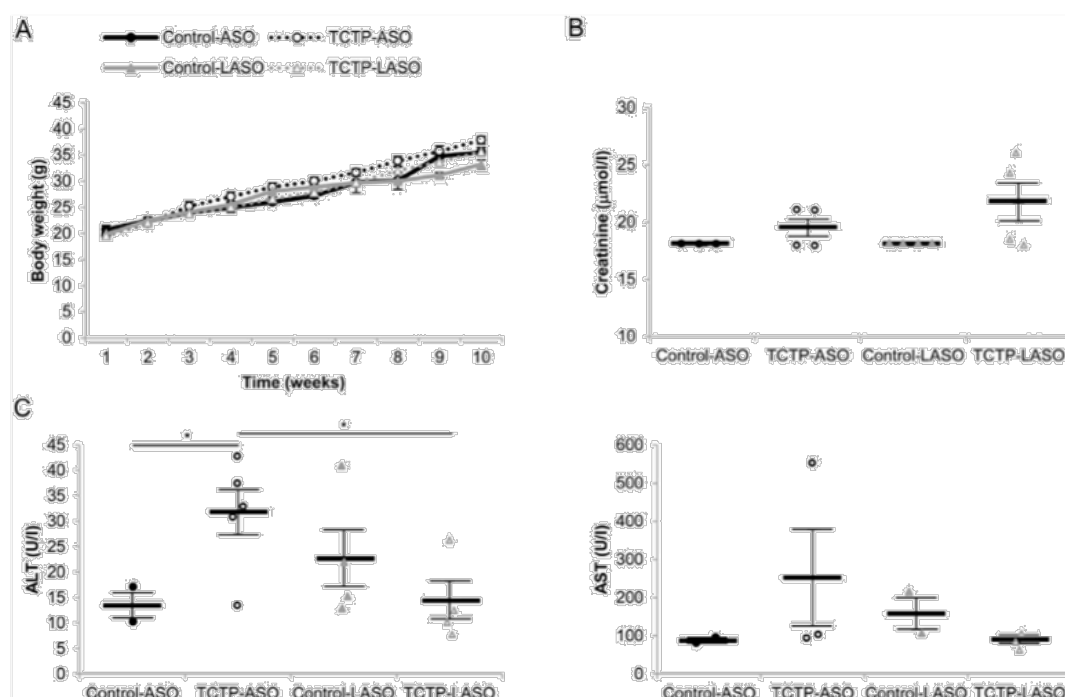 A
Control-ASO TCTP-ASO
Control-LASO TCTP-LASO
Body weight (g)
45
40
35
30
25
20
15
10
5
0
1 2 3 4 5 6 7 8 9 10
Time (weeks)
B
Creatinine (µmol/l)
30
25
20
15
10
Control-ASO TCTP-ASO Control-LASO TCTP-LASO
C
ALT (U/l)
45
40
35
30
25
20
15
10
5
0
Control-ASO TCTP-ASO Control-LASO TCTP-LASO
AST (U/l)
600
500
400
300
200
100
0
Control-ASO TCTP-ASO Control-LASO TCTP-LASO